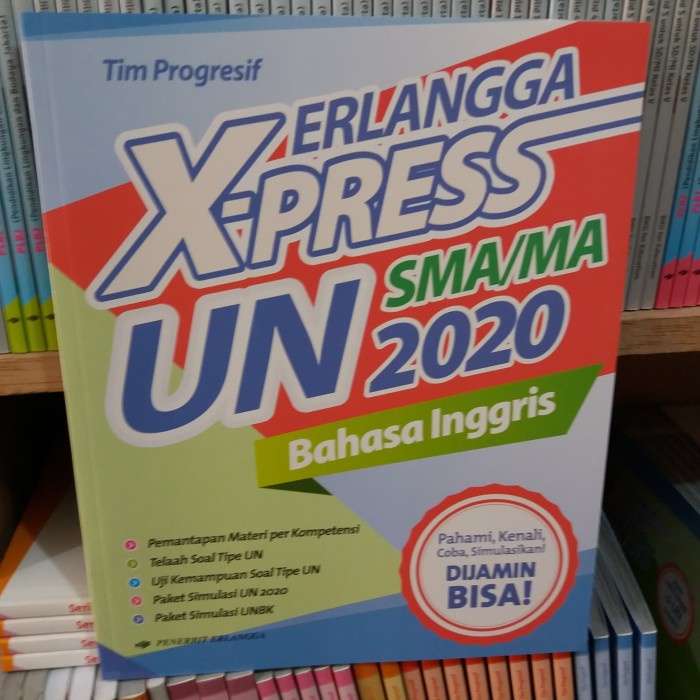 Tim Progresif
ERLANGGA
X-PRESS
UN SMA/MA
2020
Bahasa Inggris
Pemantapan Materi per Kompetensi
Telaah Soal Tipe UN
Uji Kemampuan Soal Tipe UN
Paket Simulasi UN 2020
Paket Simulasi UNBK
Pahami, Kenali,
Coba, Simulasikan!
DIJAMIN
BISA!
PENERBIT ERLANGGA